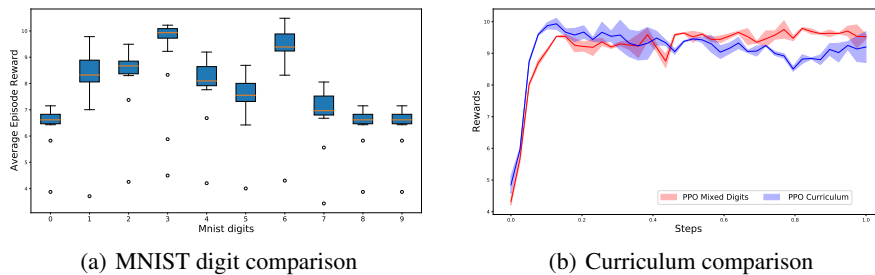 10
9
8
7
6
5
4
Average Episode Reward
0 1 2 3 4 5 6 7 8 9
Mnist digits
(a) MNIST digit comparison
10
9
8
7
6
5
4
Rewards
PPO Mixed Digits PPO Curriculum
0.0 0.2 0.4 0.6 0.8 1.0
Steps
(b) Curriculum comparison